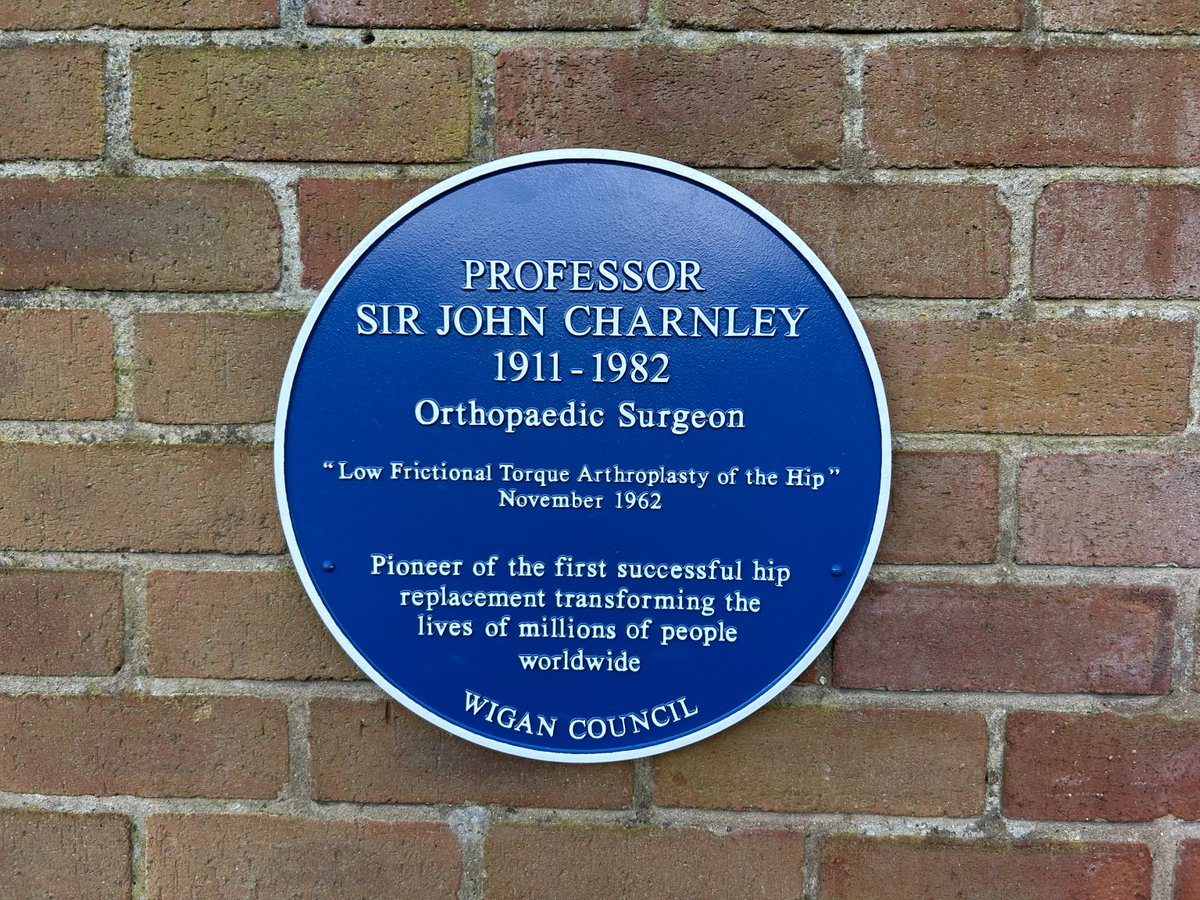 PROFESSOR
SIR JOHN CHARNLEY
1911-1982
Orthopaedic Surgeon
"Low Frictional Torque Arthroplasty of the Hip"
November 1962
Pioneer of the first successful hip
replacement transforming the
lives of millions of people
worldwide
WIGAN COUNCIL